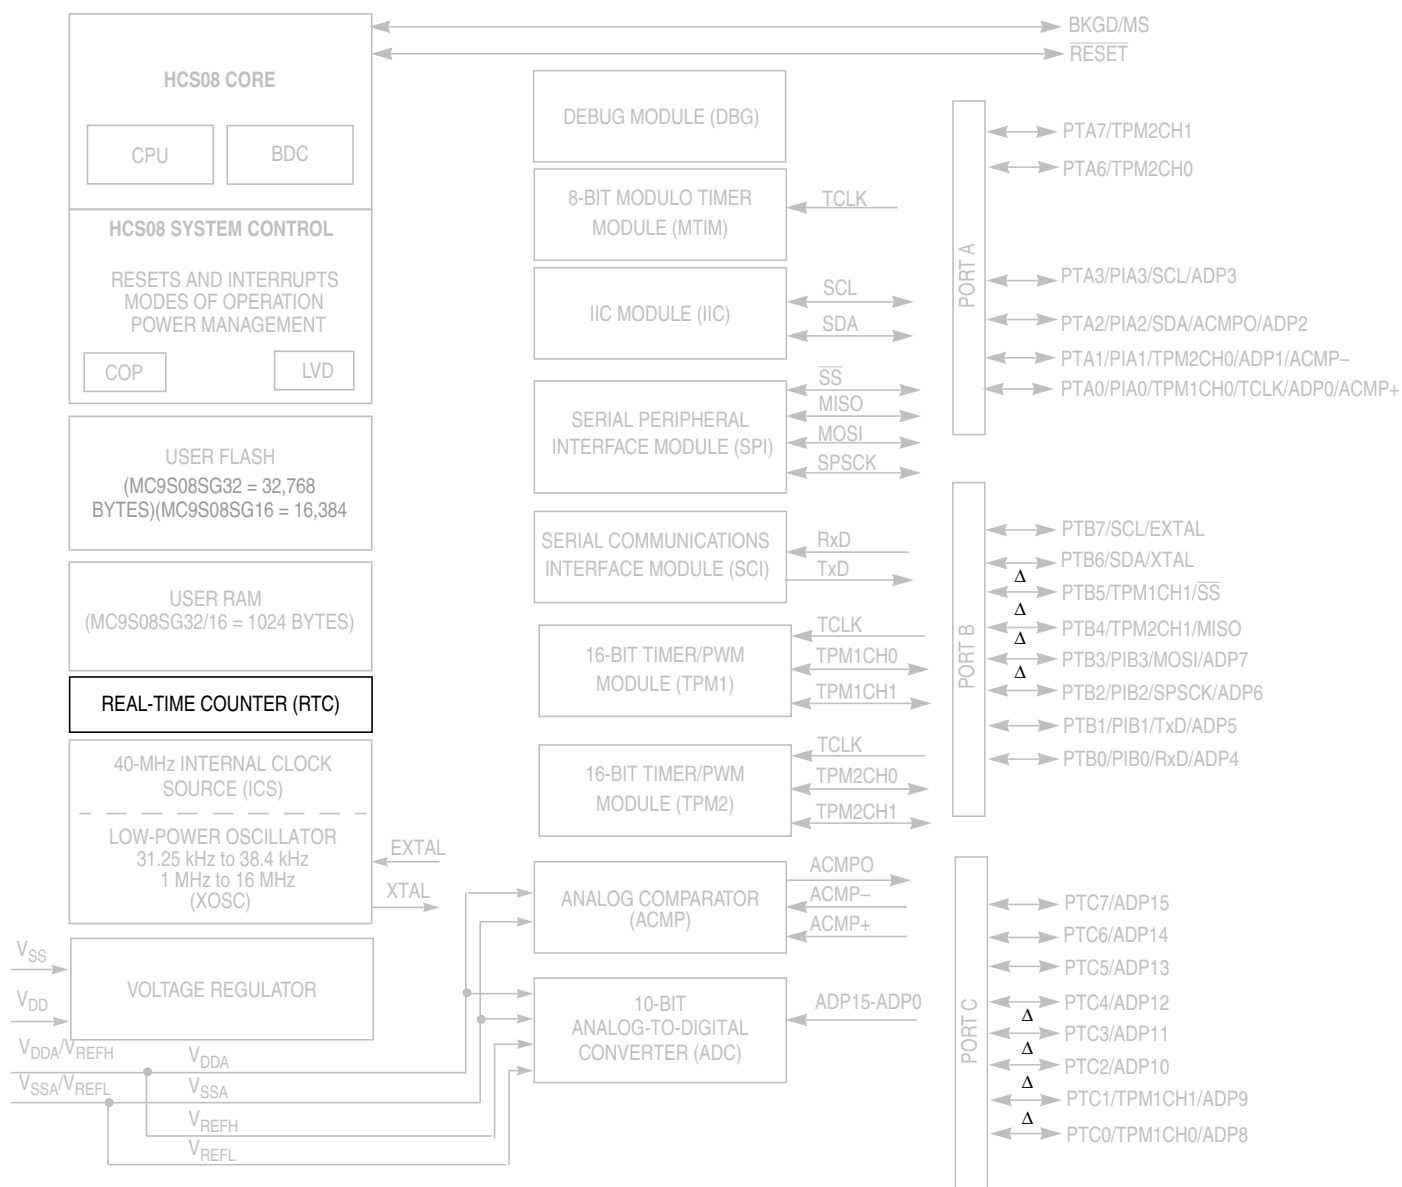 BKGD/MS
RESET
HCS08 CORE
CPU
BDC
HCS08 SYSTEM CONTROL
RESETS AND INTERRUPTS
MODES OF OPERATION
POWER MANAGEMENT
COP
LVD
USER FLASH
(MC9S08SG32 = 32,768
BYTES)(MC9S08SG16 = 16,384
USER RAM
(MC9S08SG32/16 = 1024 BYTES)
REAL-TIME COUNTER (RTC)
40-MHz INTERNAL CLOCK
SOURCE (ICS)
LOW-POWER OSCILLATOR
31.25 kHz to 38.4 kHz
1 MHz to 16 MHz
(XOSC)
EXTAL
XTAL
VSS
VDD
VOLTAGE REGULATOR
VDDA/VREFH
VSSA/VREFL
VDDA
VSSA
VREFH
VREFL
DEBUG MODULE (DBG)
8-BIT MODULO TIMER
MODULE (MTIM)
TCLK
IIC MODULE (IIC)
SCL
SDA
SERIAL PERIPHERAL
INTERFACE MODULE (SPI)
SS
MISO
MOSI
SPSCK
SERIAL COMMUNICATIONS
INTERFACE MODULE (SCI)
RxD
TxD
16-BIT TIMER/PWM
MODULE (TPM1)
TCLK
TPM1CH0
TPM1CH1
16-BIT TIMER/PWM
MODULE (TPM2)
TCLK
TPM2CH0
TPM2CH1
ANALOG COMPARATOR
(ACMP)
ACMPO
ACMP–
ACMP+
10-BIT
ANALOG-TO-DIGITAL
CONVERTER (ADC)
ADP15-ADP0
PORT A
PTA7/TPM2CH1
PTA6/TPM2CH0
PTA3/PIA3/SCL/ADP3
PTA2/PIA2/SDA/ACMPO/ADP2
PTA1/PIA1/TPM2CH0/ADP1/ACMP–
PTA0/PIA0/TPM1CH0/TCLK/ADP0/ACMP+
PORT B
PTB7/SCL/EXTAL
PTB6/SDA/XTAL
Δ
PTB5/TPM1CH1/SS
Δ
PTB4/TPM2CH1/MISO
Δ
PTB3/PIB3/MOSI/ADP7
Δ
PTB2/PIB2/SPSCK/ADP6
PTB1/PIB1/TxD/ADP5
PTB0/PIB0/RxD/ADP4
PORT C
PTC7/ADP15
PTC6/ADP14
PTC5/ADP13
PTC4/ADP12
Δ
PTC3/ADP11
Δ
PTC2/ADP10
Δ
PTC1/TPM1CH1/ADP9
Δ
PTC0/TPM1CH0/ADP8